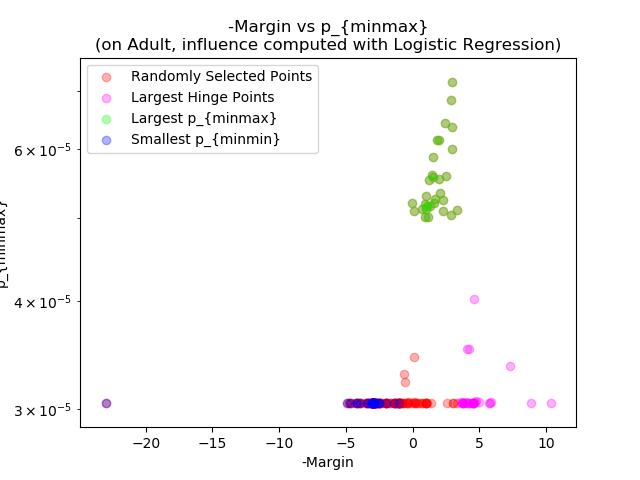 -Margin vs p_{minmax}
(on Adult, influence computed with Logistic Regression)
Randomly Selected Points
Largest Hinge Points
Largest p_{minmax}
Smallest p_{minmin}
6 × 10⁻⁵
4 × 10⁻⁵
3 × 10⁻⁵
p_{minmax}
−20 −15 −10 −5 0 5 10
-Margin